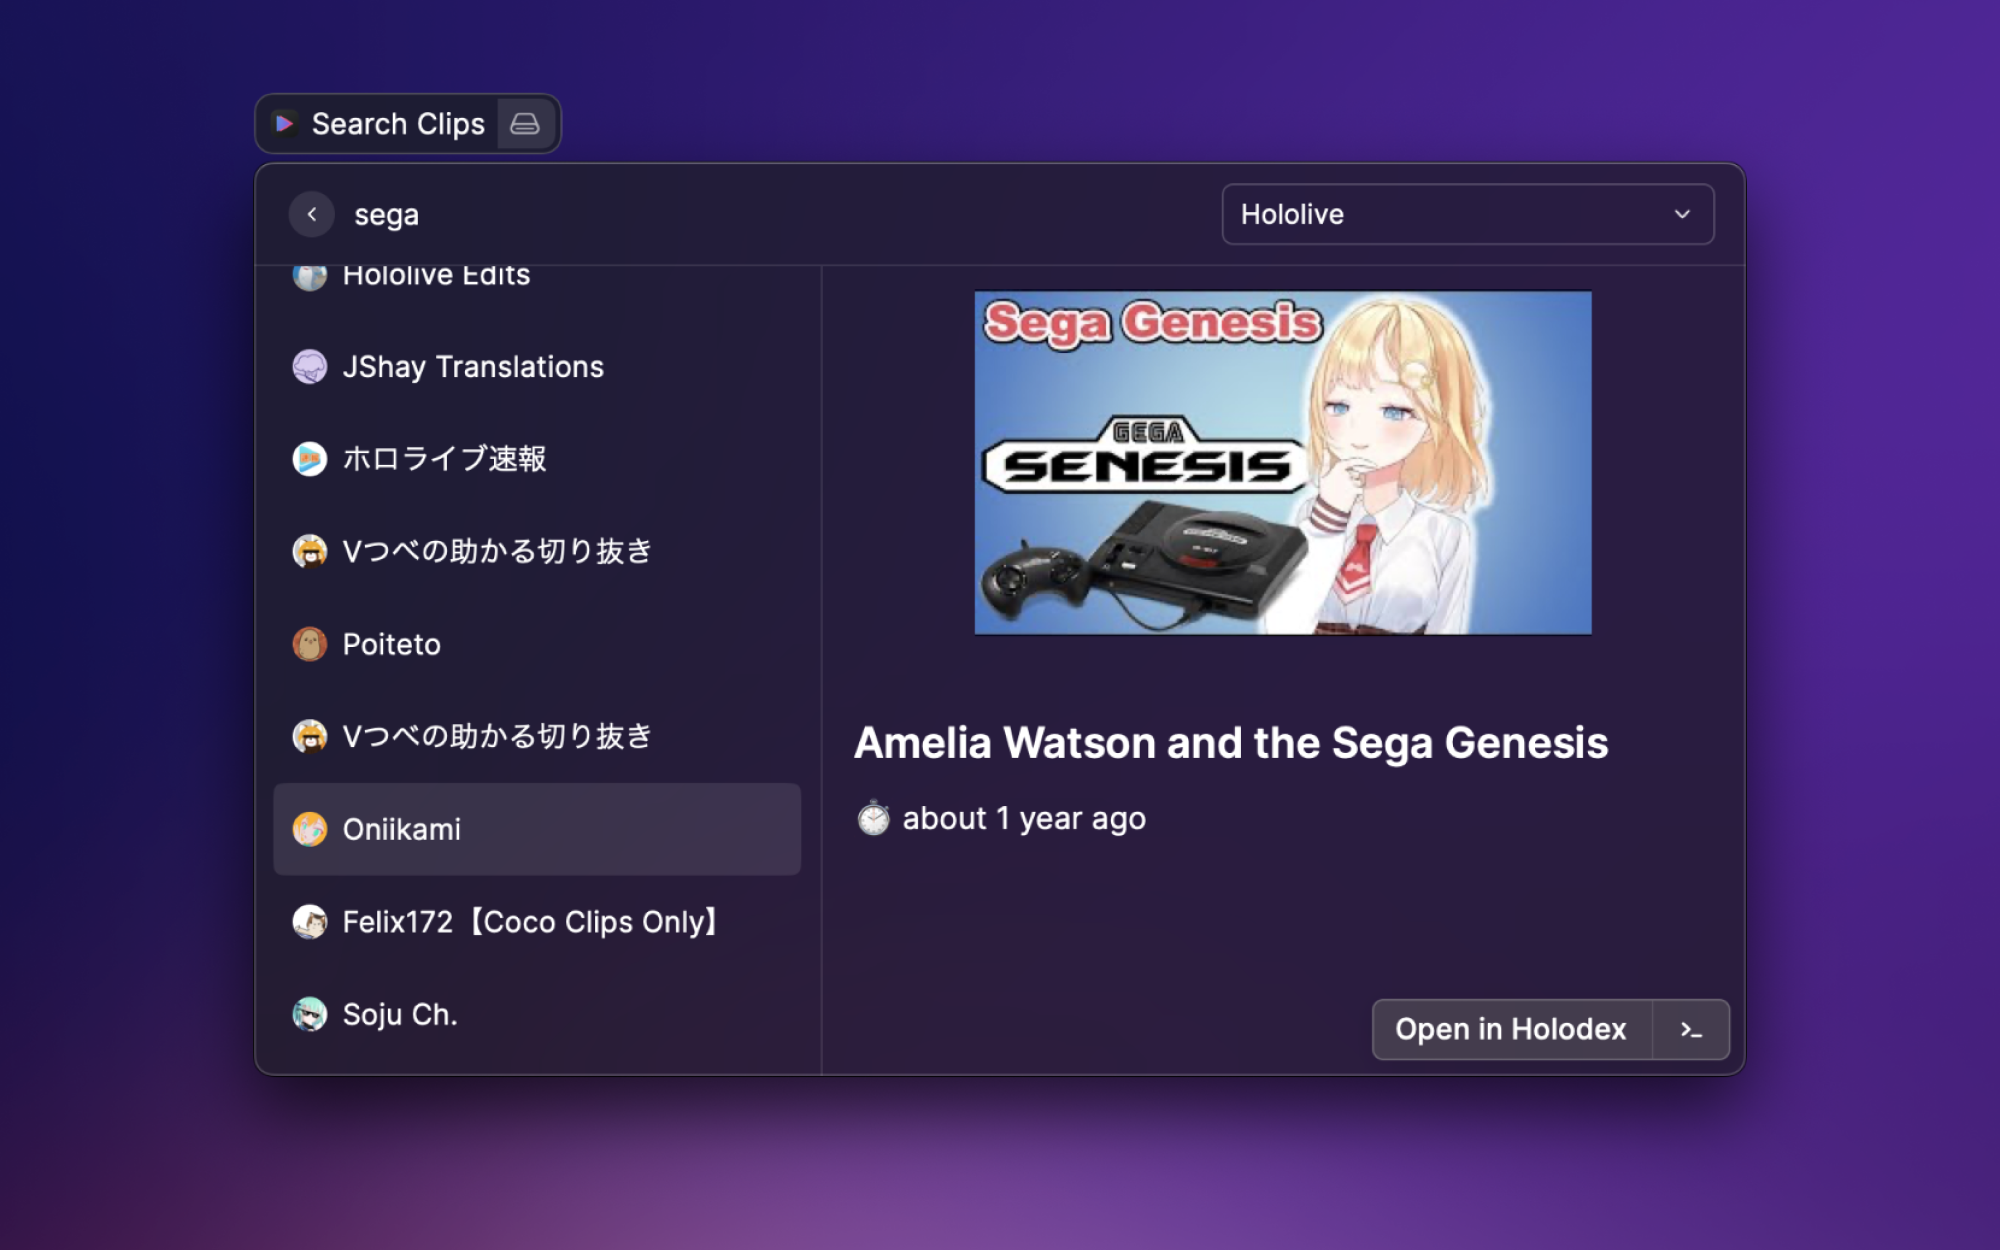 Search Clips
sega
Hololive
Hololive Edits
JShay Translations
ホロライブ速報
Vつべの助かる切り抜き
Poiteto
Vつべの助かる切り抜き
Oniikami
Felix172【Coco Clips Only】
Soju Ch.
Sega Genesis
GEGA
SENESIS
Amelia Watson and the Sega Genesis
about 1 year ago
Open in Holodex